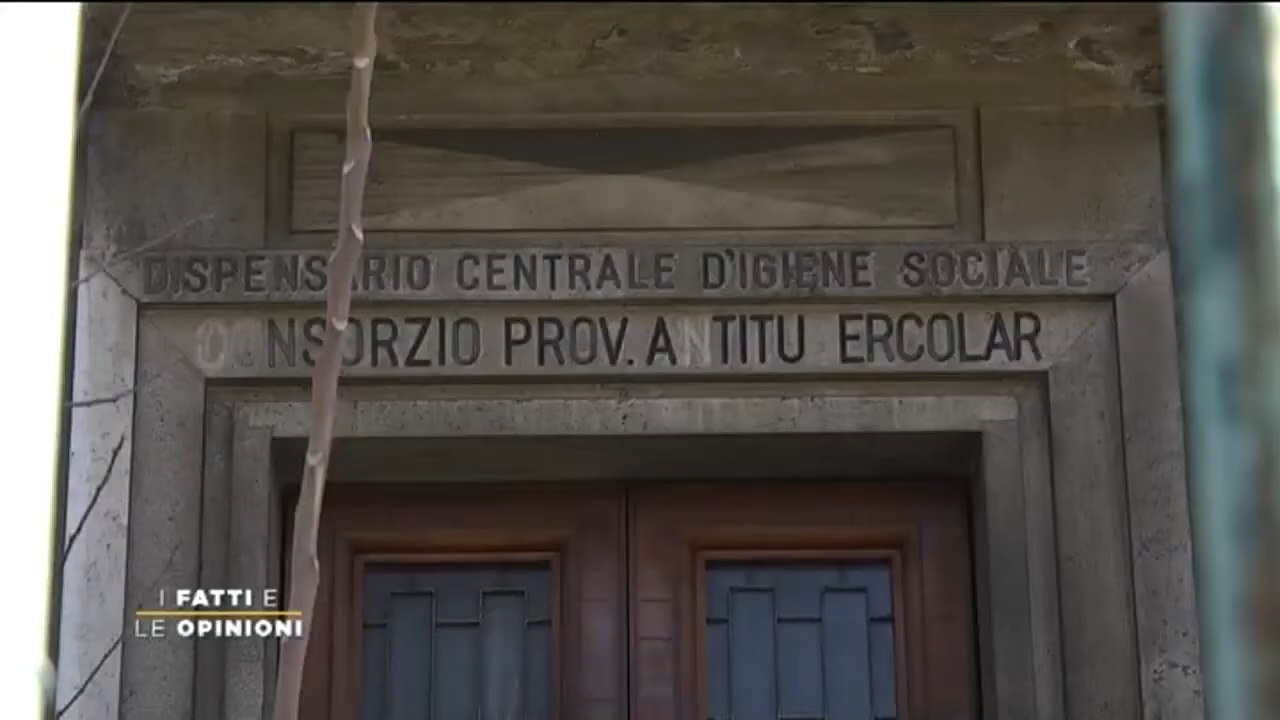 DISPENSARIO CENTRALE D'IGIENE SOCIALE
CONSORZIO PROV. ANTITU ERCOLAR
I FATTI E
LE OPINIONI